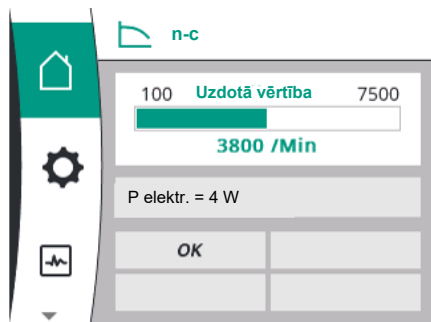 n-c
100 Uzdotā vērtība 7500
3800 /Min
P elektr. = 4 W
OK